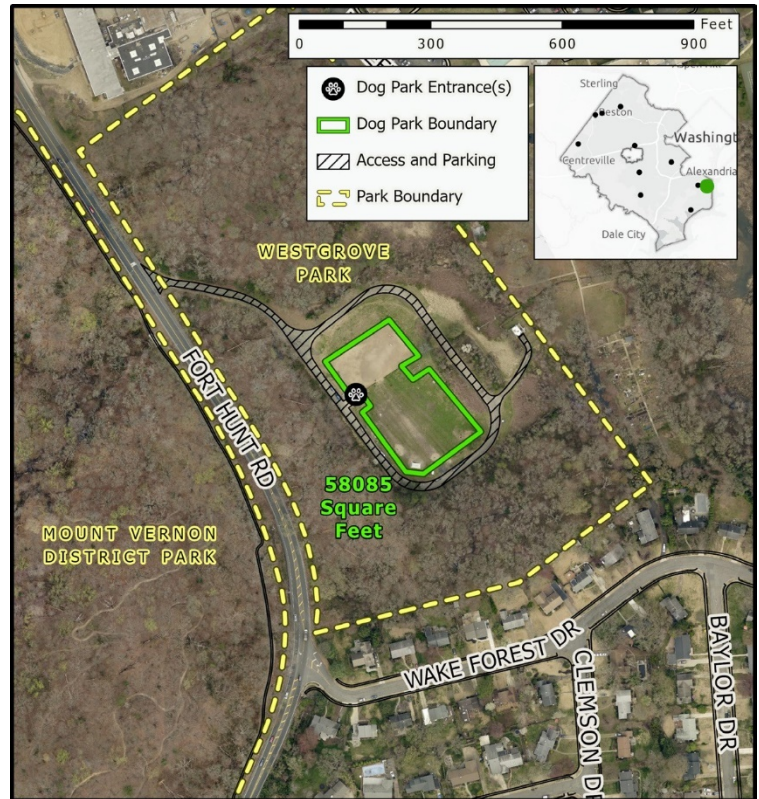 Feet
0 300 600 900
Dog Park Entrance(s)
Dog Park Boundary
Access and Parking
Park Boundary
Sterling
Reston
Washingt
Centreville
Alexandria
Dale City
WESTGROVE
PARK
FORT HUNT RD
58085
Square
Feet
MOUNT VERNON
DISTRICT PARK
WAKE FOREST DR
CLEMSON D
BAYLOR DR